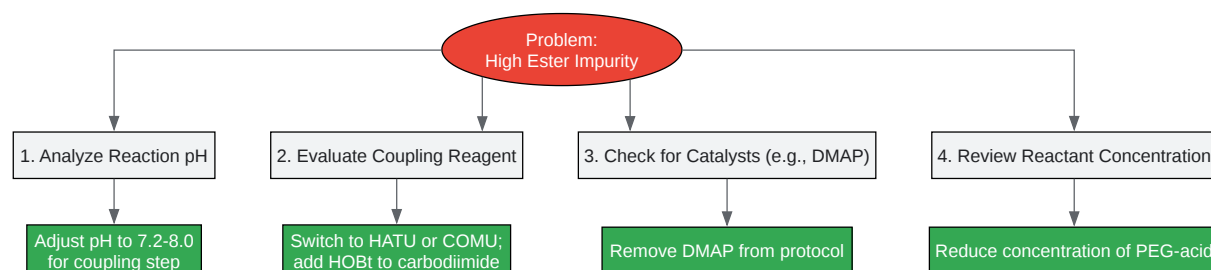 Problem:
High Ester Impurity
1. Analyze Reaction pH
2. Evaluate Coupling Reagent
3. Check for Catalysts (e.g., DMAP)
4. Review Reactant Concentration
Adjust pH to 7.2-8.0
for coupling step
Switch to HATU or COMU;
add HOBt to carbodiimide
Remove DMAP from protocol
Reduce concentration of PEG-acid